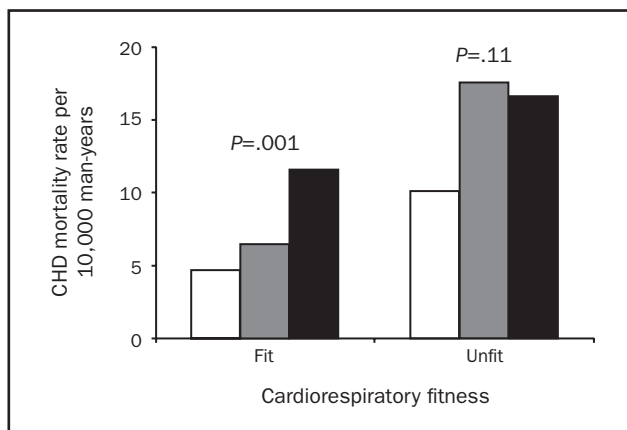 CHD mortality rate per
10,000 man-years
20
15
10
5
0
P=.001
P=.11
Fit
Unfit
Cardiorespiratory fitness